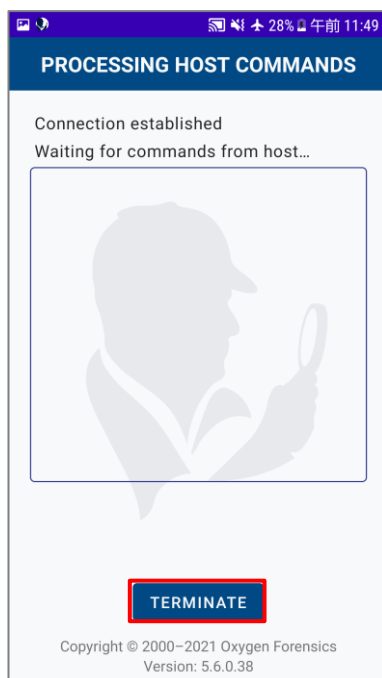 28% 午前 11:49
PROCESSING HOST COMMANDS
Connection established
Waiting for commands from host…
TERMINATE
Copyright © 2000–2021 Oxygen Forensics
Version: 5.6.0.38